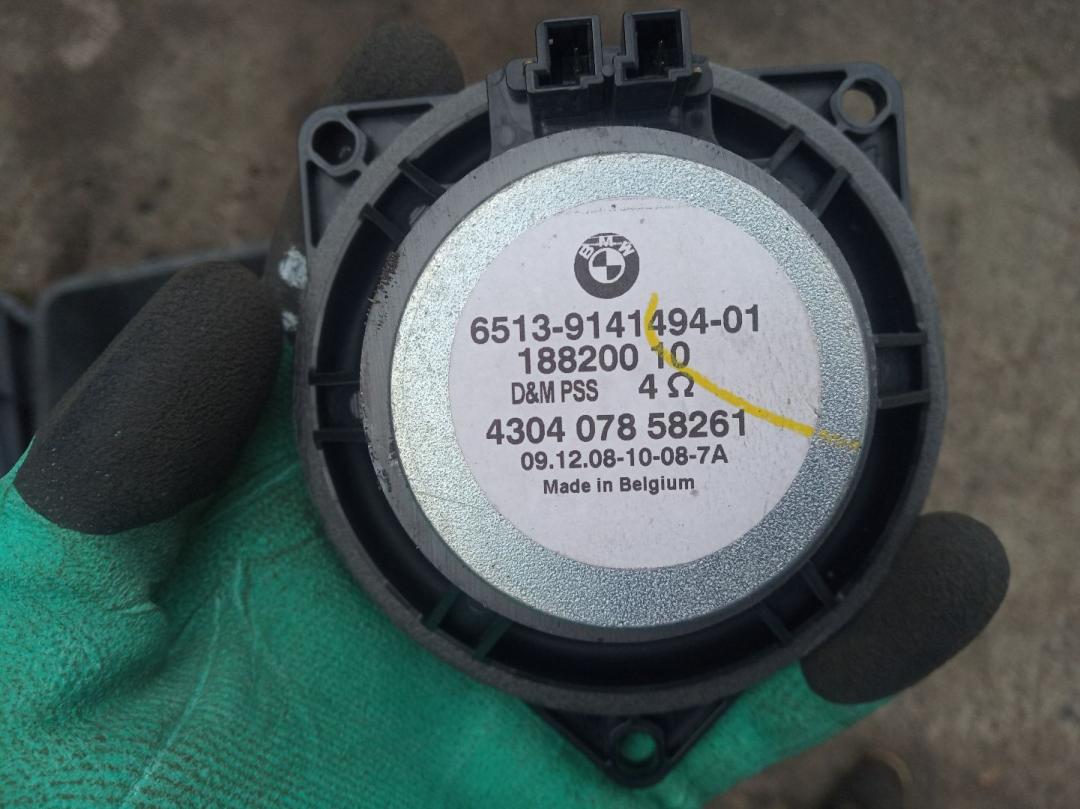 BMW
6513-9141494-01
188200 10
D&M PSS 4 Ω
4304 078 58261
09.12.08-10-08-7A
Made in Belgium